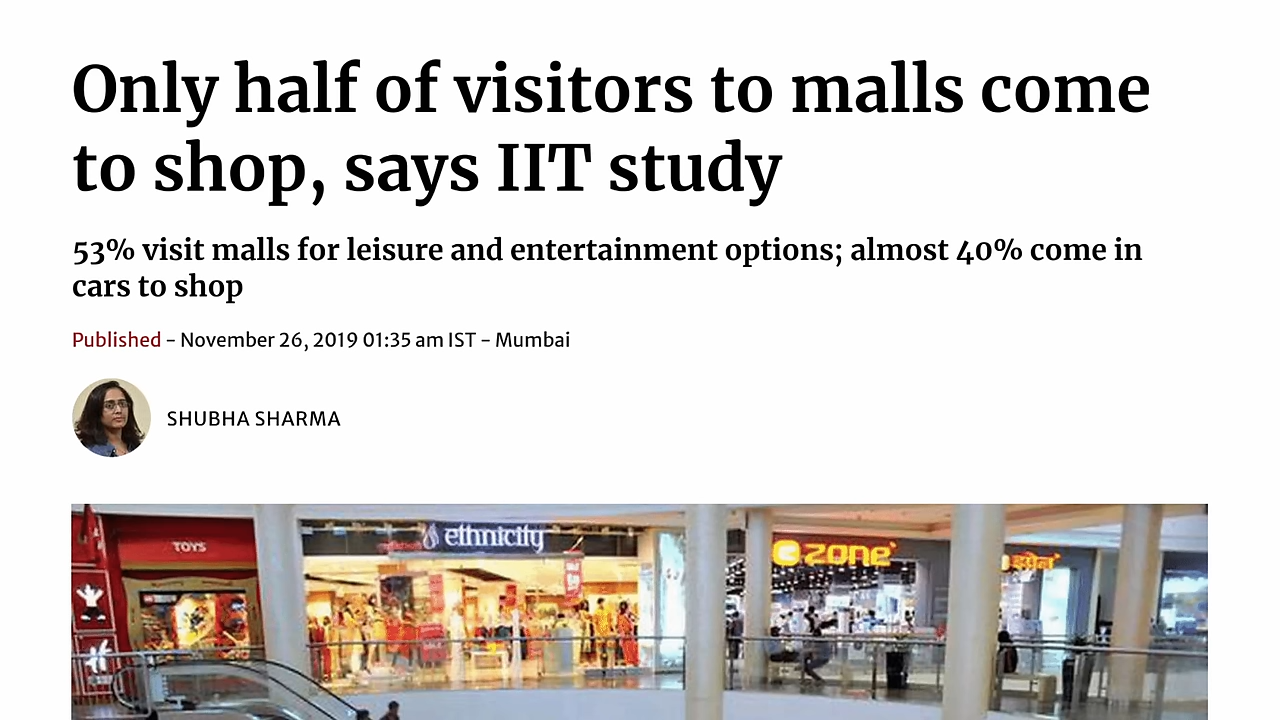 Only half of visitors to malls come
to shop, says IIT study
53% visit malls for leisure and entertainment options; almost 40% come in
cars to shop
Published - November 26, 2019 01:35 am IST - Mumbai
SHUBHA SHARMA
TOYS
ethnicity
zone